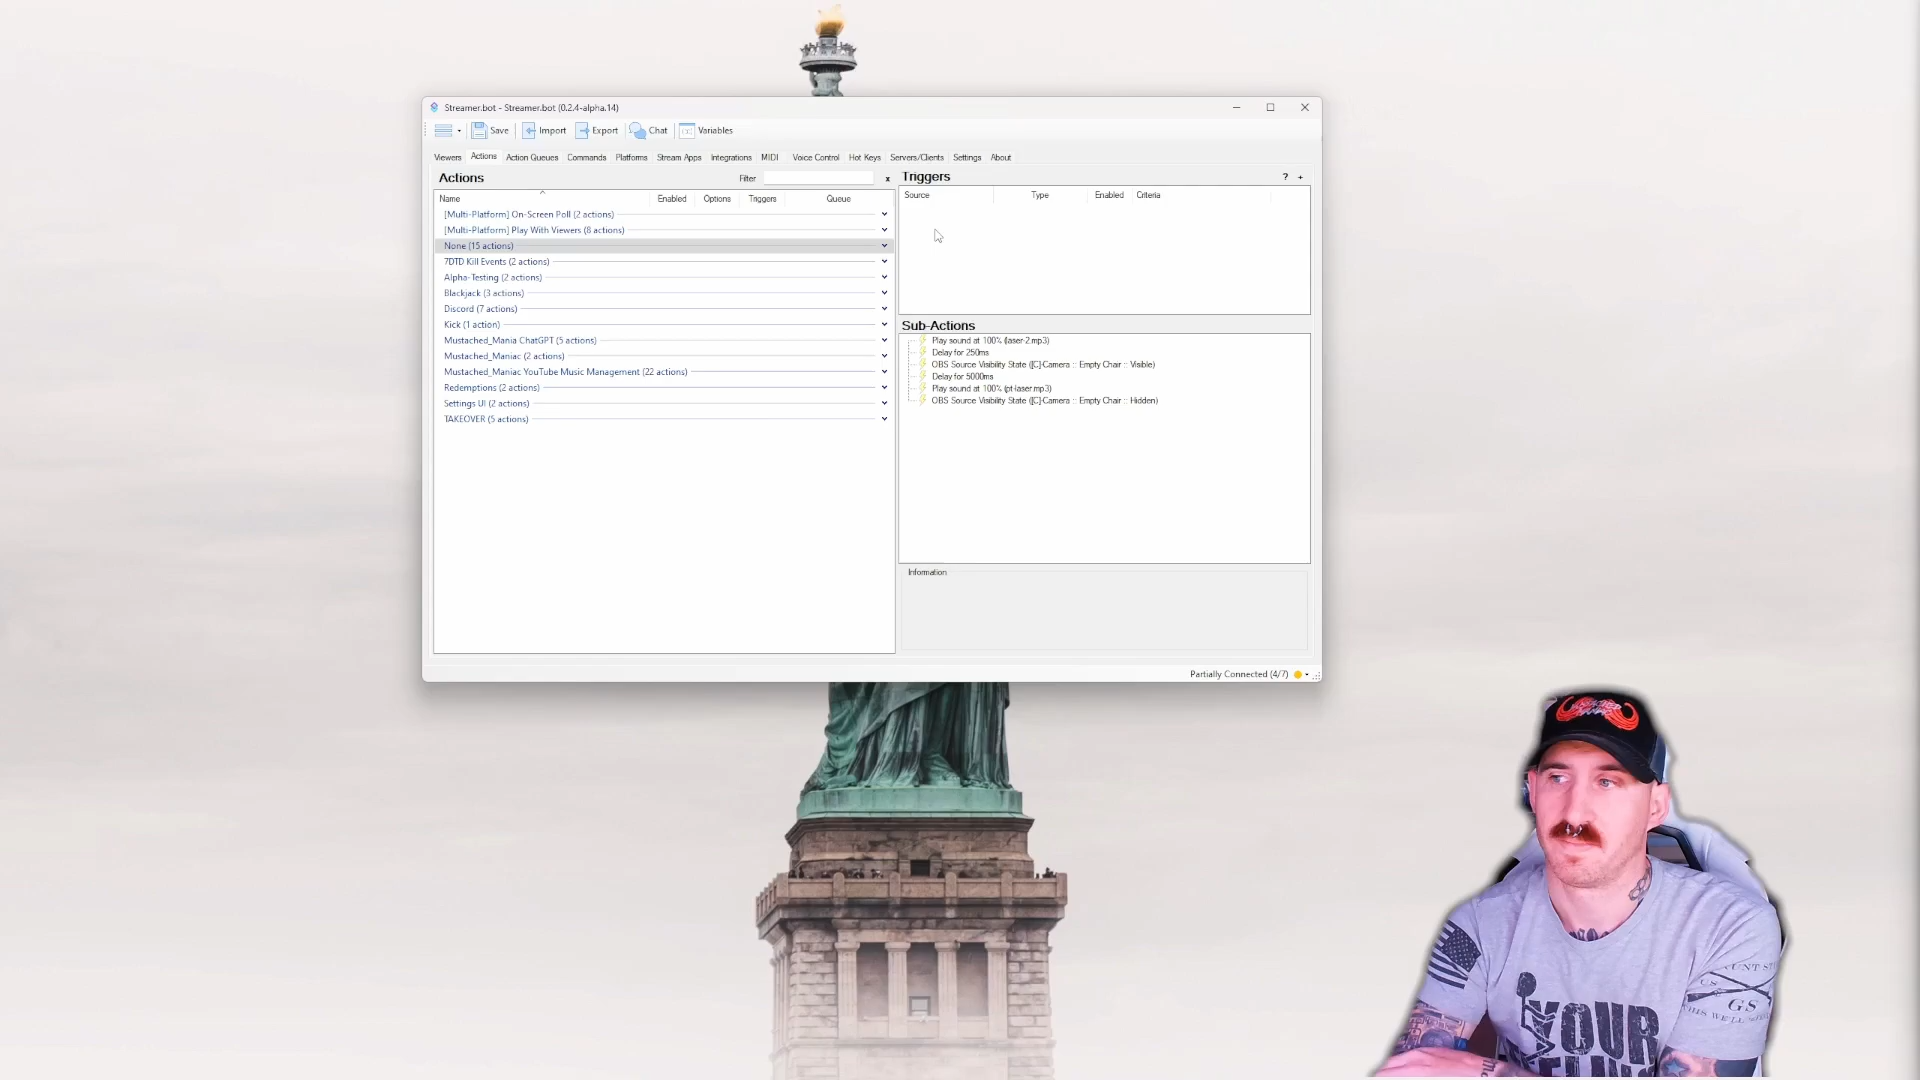 Streamer.bot - Streamer.bot (0.2.4-alpha.14)
Save Import Export Chat Variables
Viewers Actions Action Queues Commands Platforms Stream Apps Integrations MIDI Voice Control Hot Keys Servers/Clients Settings About
Actions
Filter
x
Name Enabled Options Triggers Queue
[Multi-Platform] On-Screen Poll (2 actions)
[Multi-Platform] Play With Viewers (8 actions)
None (15 actions)
7DTD Kill Events (2 actions)
Alpha-Testing (2 actions)
Blackjack (3 actions)
Discord (7 actions)
Kick (1 action)
Mustached_Mania ChatGPT (5 actions)
Mustached_Maniac (2 actions)
Mustached_Maniac YouTube Music Management (22 actions)
Redemptions (2 actions)
Settings UI (2 actions)
TAKEOVER (5 actions)
Triggers
? +
Source Type Enabled Criteria
Sub-Actions
Play sound at 100% (laser-2.mp3)
Delay for 250ms
OBS Source Visibility State ([C]-Camera :: Empty Chair :: Visible)
Delay for 5000ms
Play sound at 100% (pt-laser.mp3)
OBS Source Visibility State ([C]-Camera :: Empty Chair :: Hidden)
Information
Partially Connected (4/7)
YOUR
GS